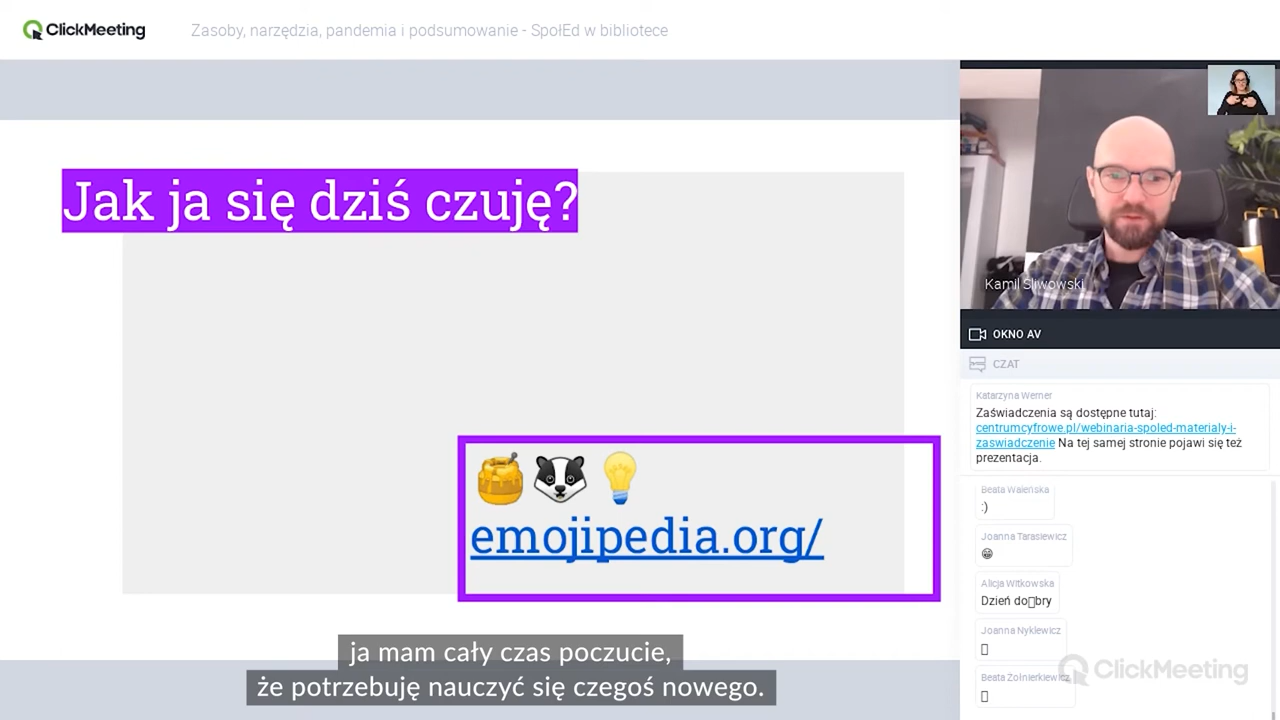 ClickMeeting
Zasoby, narzędzia, pandemia i podsumowanie - SpołEd w bibliotece
Jak ja się dziś czuję?
emojipedia.org/
ja mam cały czas poczucie,
że potrzebuję nauczyć się czegoś nowego.
Kamil Śliwowski
OKNO AV
CZAT
Katarzyna Werner
Zaświadczenia są dostępne tutaj:
centrumcyfrowe.pl/webinaria-spoled-materialy-i-
zaswiadczenie Na tej samej stronie pojawi się też
prezentacja.
Beata Waleńska
:)
Joanna Tarasiewicz
😁
Alicja Witkowska
Dzień do▯bry
Joanna Nyklewicz
▯
Beata Żołnierkiewicz
▯
ClickMeeting